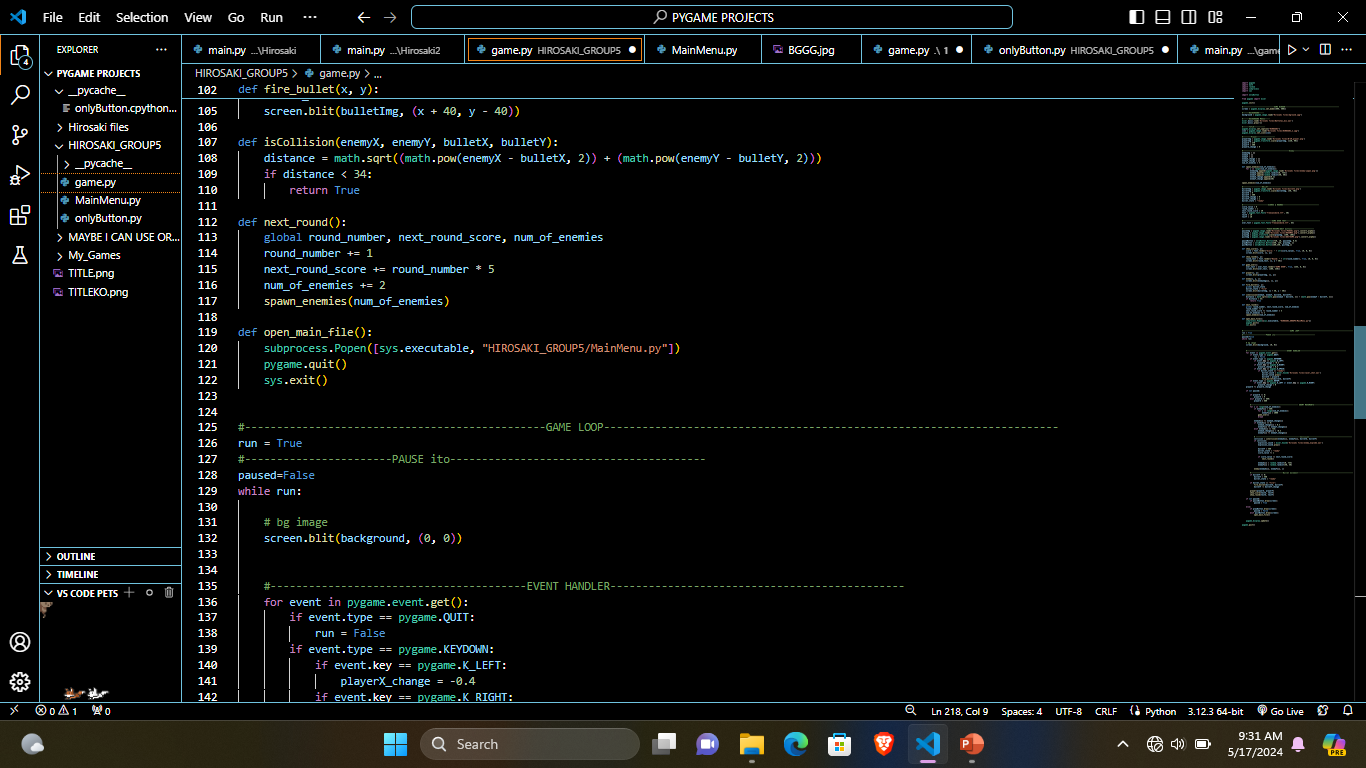 File Edit Selection View Go Run ··· PYGAME PROJECTS
EXPLORER ···
main.py ...\Hirosaki main.py ...\Hirosaki2 game.py HIROSAKI_GROUP5 MainMenu.py BGGG.jpg game.py .\ 1 onlyButton.py HIROSAKI_GROUP5 main.py ...\game
PYGAME PROJECTS
__pycache__
onlyButton.cpython...
Hirosaki files
HIROSAKI_GROUP5
__pycache__
game.py
MainMenu.py
onlyButton.py
MAYBE I CAN USE OR...
My_Games
TITLE.png
TITLEKO.png
OUTLINE
TIMELINE
VS CODE PETS
4
HIROSAKI_GROUP5 > game.py > ...
102 def fire_bullet(x, y):
105 screen.blit(bulletImg, (x + 40, y - 40))
106
107 def isCollision(enemyX, enemyY, bulletX, bulletY):
108 distance = math.sqrt((math.pow(enemyX - bulletX, 2)) + (math.pow(enemyY - bulletY, 2)))
109 if distance < 34:
110 return True
111
112 def next_round():
113 global round_number, next_round_score, num_of_enemies
114 round_number += 1
115 next_round_score += round_number * 5
116 num_of_enemies += 2
117 spawn_enemies(num_of_enemies)
118
119 def open_main_file():
120 subprocess.Popen([sys.executable, "HIROSAKI_GROUP5/MainMenu.py"])
121 pygame.quit()
122 sys.exit()
123
124
125 #-----------------------------------------------GAME LOOP-----------------------------------------------------------------------
126 run = True
127 #-----------------------PAUSE ito----------------------------------------
128 paused=False
129 while run:
130
131 # bg image
132 screen.blit(background, (0, 0))
133
134
135 #----------------------------------------EVENT HANDLER----------------------------------------------
136 for event in pygame.event.get():
137 if event.type == pygame.QUIT:
138 run = False
139 if event.type == pygame.KEYDOWN:
140 if event.key == pygame.K_LEFT:
141 playerX_change = -0.4
142 if event.key == pygame.K_RIGHT:
0 1 0 Ln 218, Col 9 Spaces: 4 UTF-8 CRLF Python 3.12.3 64-bit Go Live
Search
9:31 AM
5/17/2024
PRE